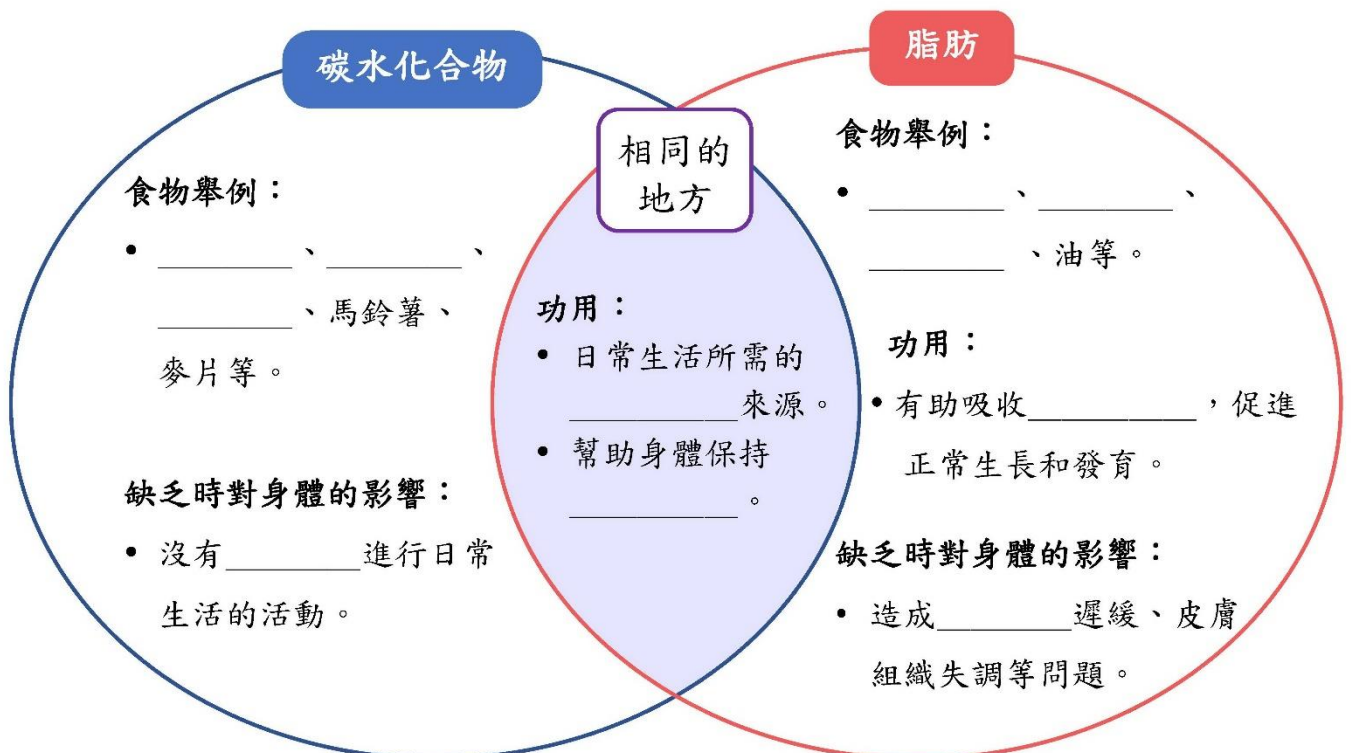 碳水化合物
食物舉例：
• ________、________、
________、馬鈴薯、
麥片等。
缺乏時對身體的影響：
• 沒有________進行日常
生活的活動。
相同的
地方
功用：
• 日常生活所需的
__________來源。
• 幫助身體保持
__________。
脂肪
食物舉例：
• ________、________、
________、油等。
功用：
• 有助吸收__________，促進
正常生長和發育。
缺乏時對身體的影響：
• 造成________遲緩、皮膚
組織失調等問題。